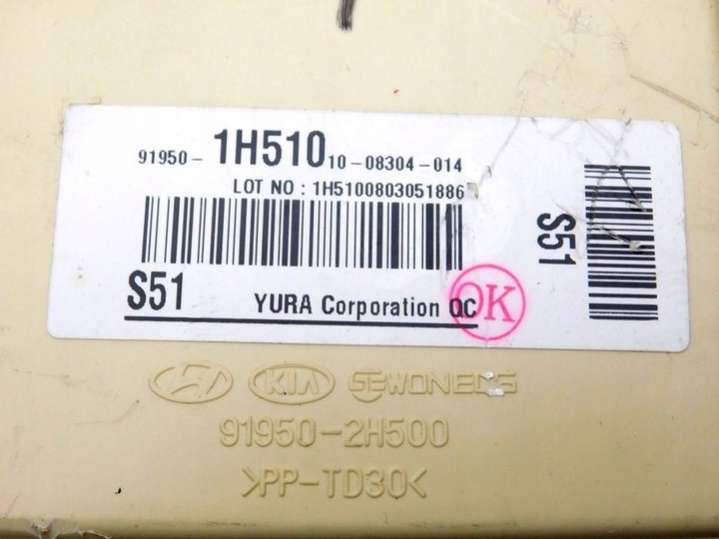 91950- 1H510 10-08304-014
LOT NO : 1H5100803051886
S51
YURA Corporation QC
OK
S51
KIA SEWONECS
91950-2H500
>PP-TD30<